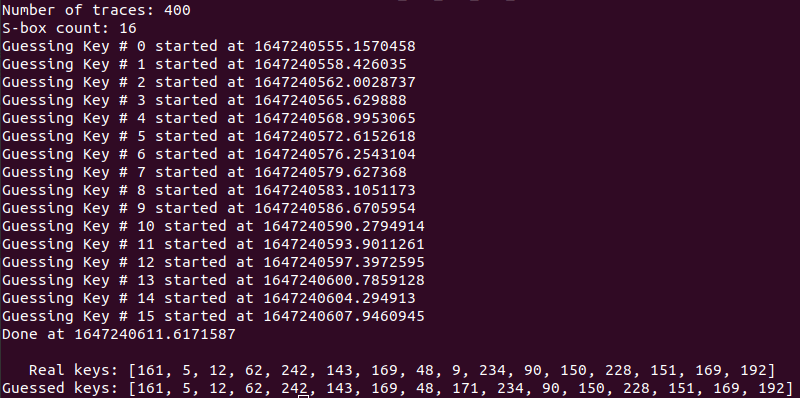 Number of traces: 400
S-box count: 16
Guessing Key # 0 started at 1647240555.1570458
Guessing Key # 1 started at 1647240558.426035
Guessing Key # 2 started at 1647240562.0028737
Guessing Key # 3 started at 1647240565.629888
Guessing Key # 4 started at 1647240568.9953065
Guessing Key # 5 started at 1647240572.6152618
Guessing Key # 6 started at 1647240576.2543104
Guessing Key # 7 started at 1647240579.627368
Guessing Key # 8 started at 1647240583.1051173
Guessing Key # 9 started at 1647240586.6705954
Guessing Key # 10 started at 1647240590.2794914
Guessing Key # 11 started at 1647240593.9011261
Guessing Key # 12 started at 1647240597.3972595
Guessing Key # 13 started at 1647240600.7859128
Guessing Key # 14 started at 1647240604.294913
Guessing Key # 15 started at 1647240607.9460945
Done at 1647240611.6171587
Real keys: [161, 5, 12, 62, 242, 143, 169, 48, 9, 234, 90, 150, 228, 151, 169, 192]
Guessed keys: [161, 5, 12, 62, 242, 143, 169, 48, 171, 234, 90, 150, 228, 151, 169, 192]